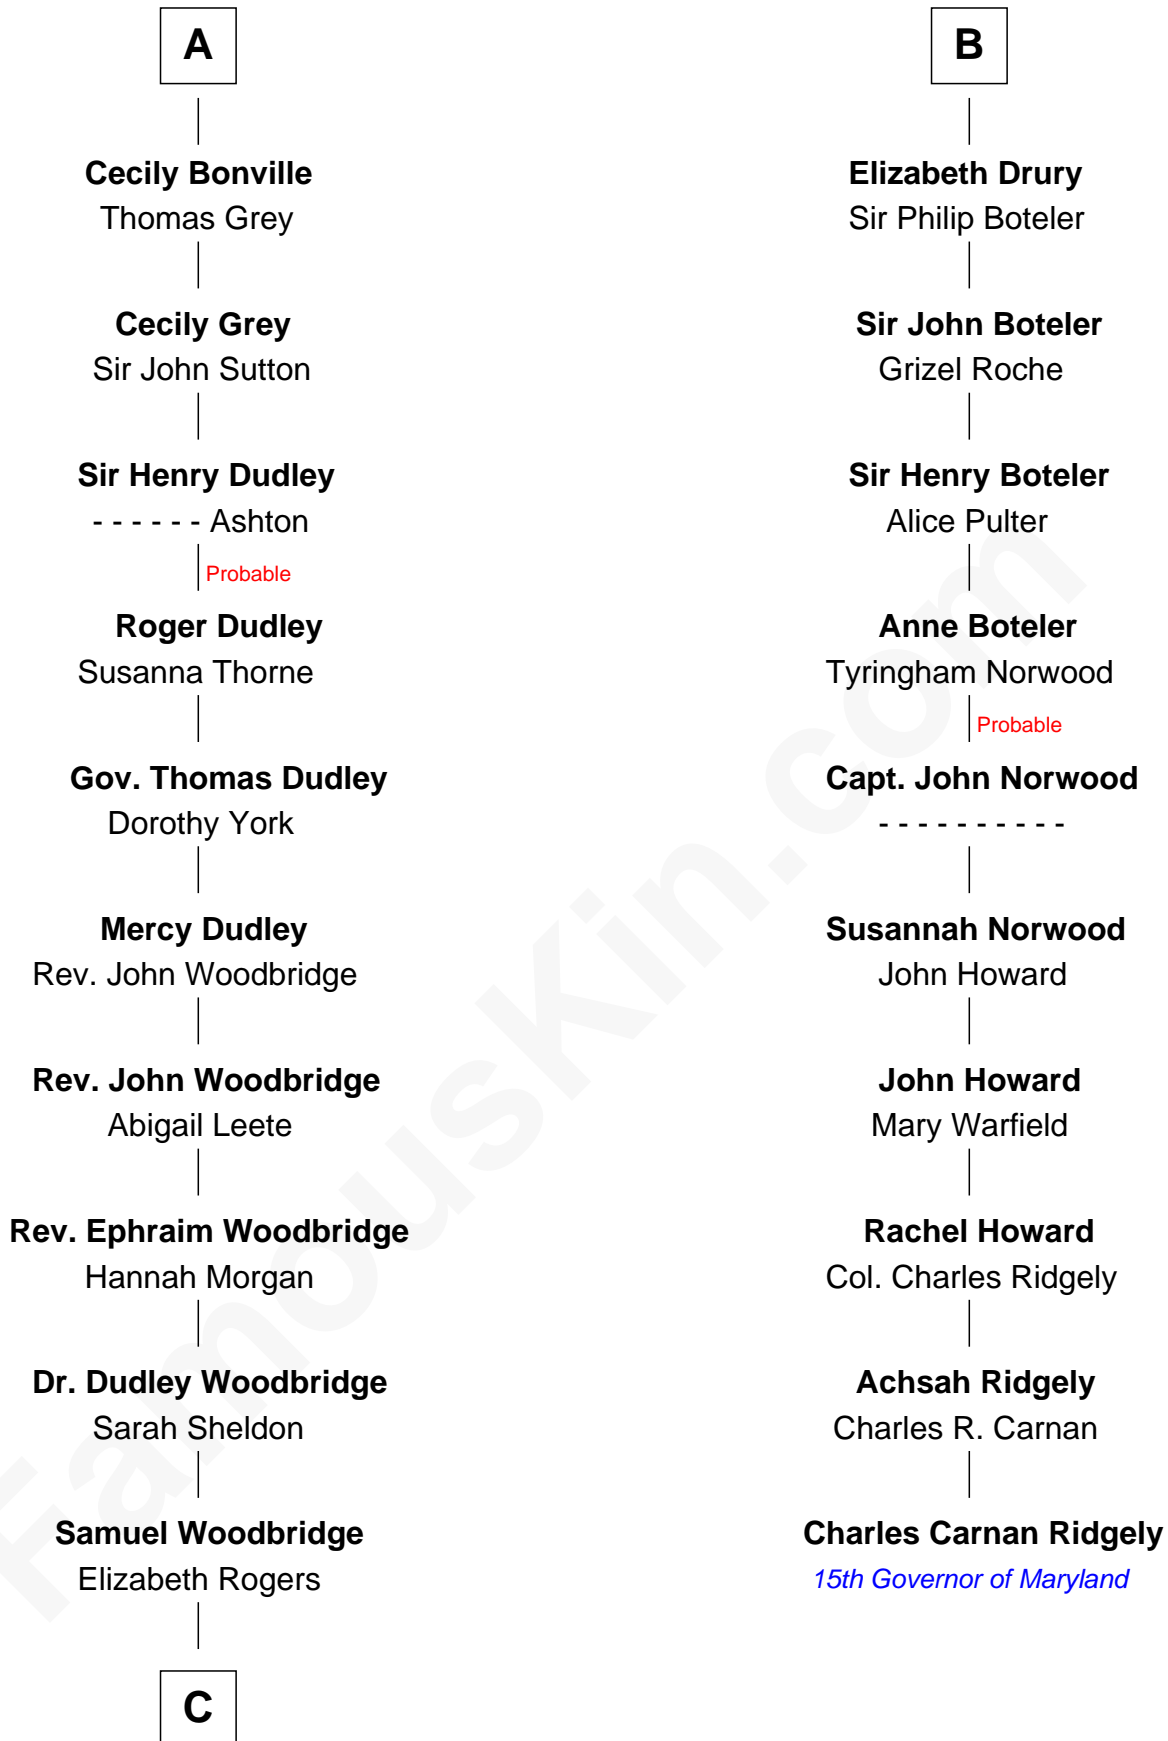 A
Cecily Bonville
Thomas Grey
Cecily Grey
Sir John Sutton
Sir Henry Dudley
- - - - - - Ashton
Probable
Roger Dudley
Susanna Thorne
Gov. Thomas Dudley
Dorothy York
Mercy Dudley
Rev. John Woodbridge
Rev. John Woodbridge
Abigail Leete
Rev. Ephraim Woodbridge
Hannah Morgan
Dr. Dudley Woodbridge
Sarah Sheldon
Samuel Woodbridge
Elizabeth Rogers
C
B
Elizabeth Drury
Sir Philip Boteler
Sir John Boteler
Grizel Roche
Sir Henry Boteler
Alice Pulter
Anne Boteler
Tyringham Norwood
Probable
Capt. John Norwood
- - - - - - - - - -
Susannah Norwood
John Howard
John Howard
Mary Warfield
Rachel Howard
Col. Charles Ridgely
Achsah Ridgely
Charles R. Carnan
Charles Carnan Ridgely
15th Governor of Maryland
FamousKin.com